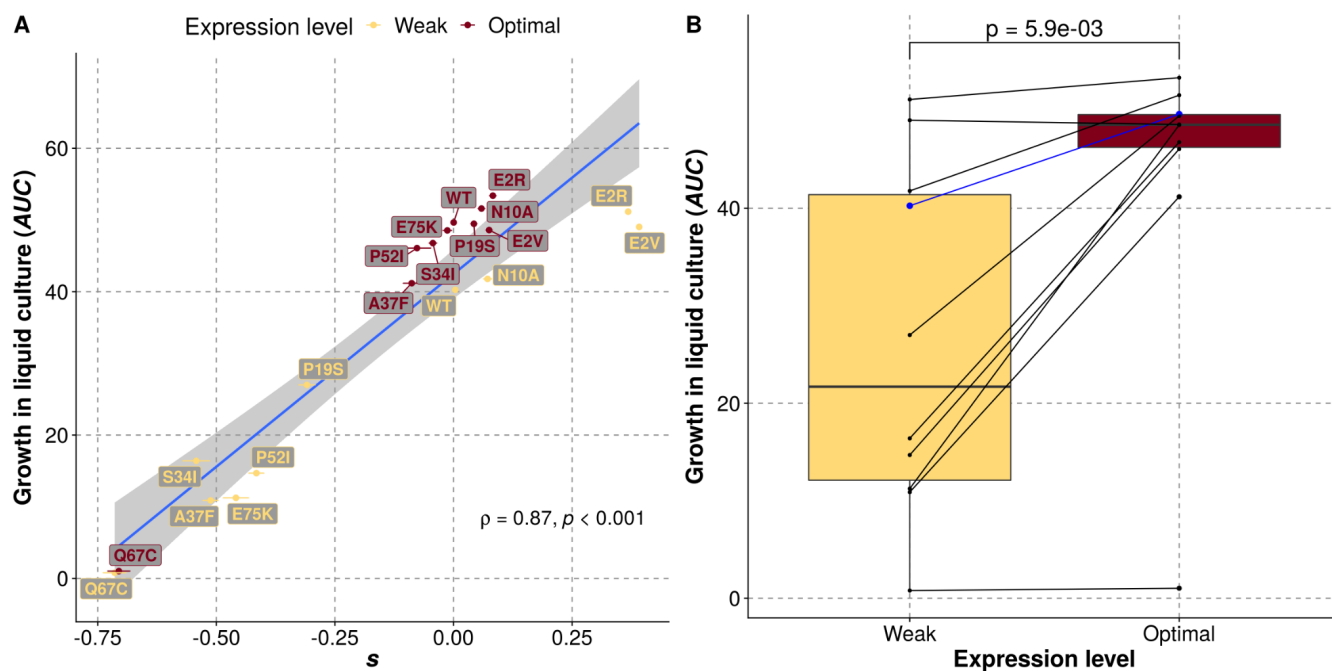 A
Expression level
Weak
Optimal
Growth in liquid culture (AUC)
60
40
20
0
E2R
WT
N10A
E75K
E2V
P52I
P19S
S34I
A37F
E2R
E2V
N10A
WT
P19S
P52I
S34I
A37F
E75K
ρ = 0.87, p < 0.001
Q67C
Q67C
-0.75
-0.50
-0.25
0.00
0.25
s
B
p = 5.9e-03
Growth in liquid culture (AUC)
40
20
0
Weak
Optimal
Expression level